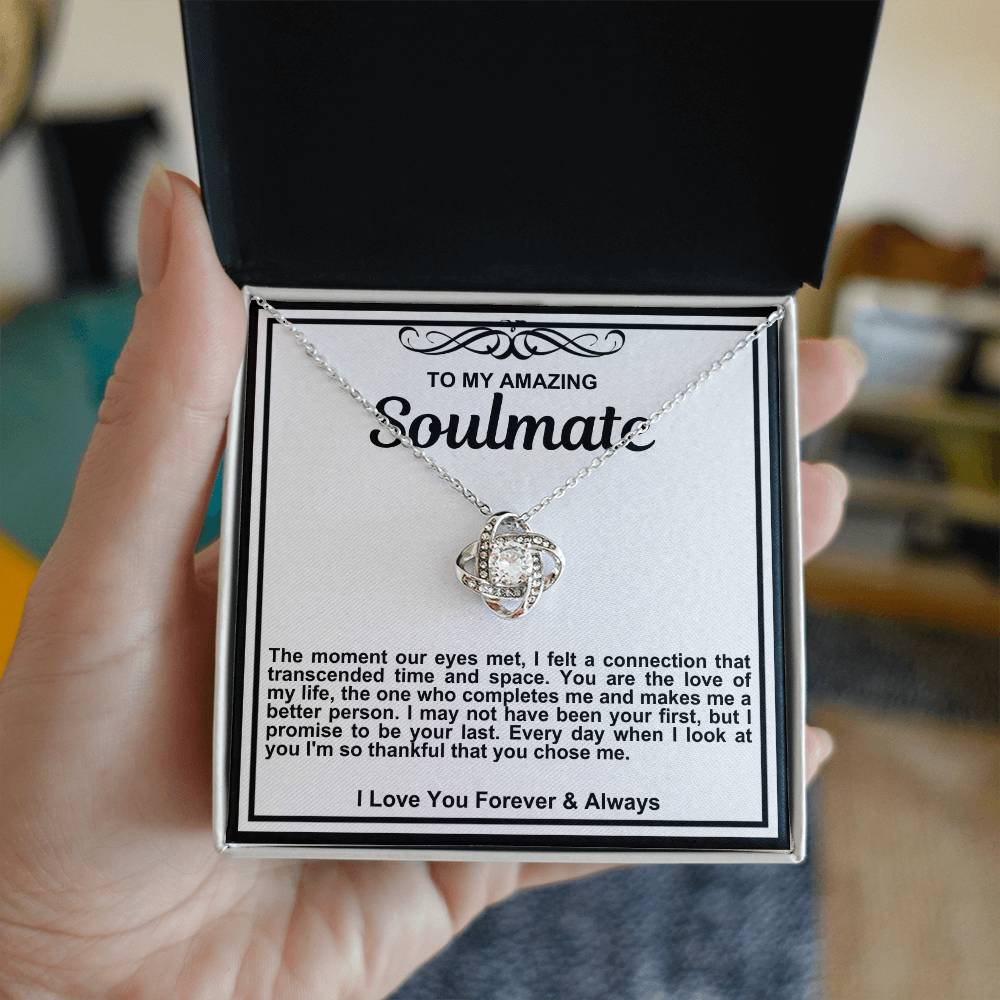 TO MY AMAZING
Soulmate
The moment our eyes met, I felt a connection that
transcended time and space. You are the love of
my life, the one who completes me and makes me a
better person. I may not have been your first, but I
promise to be your last. Every day when I look at
you I'm so thankful that you chose me.
I Love You Forever & Always